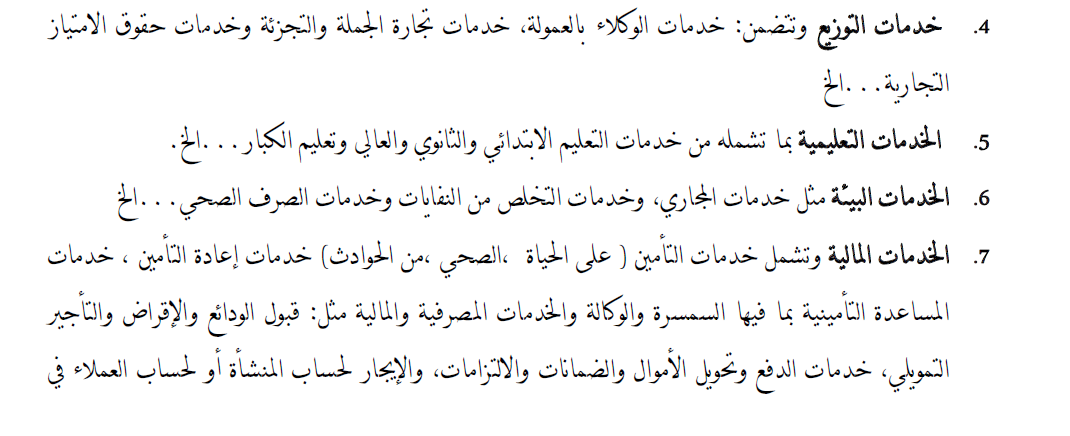 4. خدمات التوزيع وتتضمن: خدمات الوكلاء بالعمولة، خدمات تجارة الجملة والتجزئة وخدمات حقوق الامتياز
التجارية...الخ
5. الخدمات التعليمية بما تشمله من خدمات التعليم الابتدائي والثانوي والعالي وتعليم الكبار...الخ.
6. الخدمات البيئة مثل خدمات المجاري، وخدمات التخلص من النفايات وخدمات الصرف الصحي...الخ
7. الخدمات المالية وتشمل خدمات التأمين ( على الحياة ،الصحي ،من الحوادث) خدمات إعادة التأمين ، خدمات
المساعدة التأمينية بما فيها السمسرة والوكالة والخدمات المصرفية والمالية مثل: قبول الودائع والإقراض والتأجير
التمويلي، خدمات الدفع وتحويل الأموال والضمانات والالتزامات، والإيجار لحساب المنشأة أو لحساب العملاء في